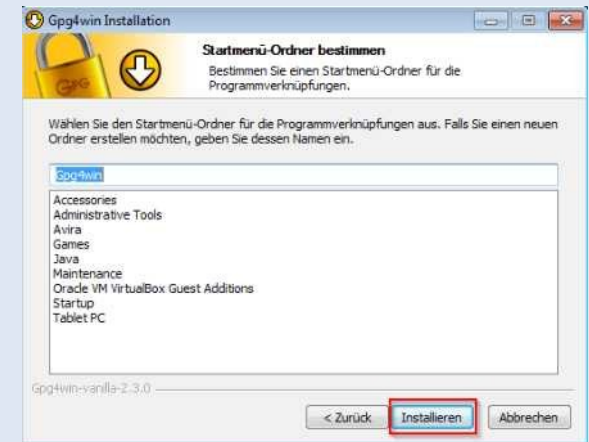 Gpg4win Installation
Startmenü-Ordner bestimmen
Bestimmen Sie einen Startmenü-Ordner für die
Programmverknüpfungen.
Wählen Sie den Startmenü-Ordner für die Programmverknüpfungen aus. Falls Sie einen neuen
Ordner erstellen möchten, geben Sie dessen Namen ein.
Gpg4win
Accessories
Administrative Tools
Avira
Games
Java
Maintenance
Oracle VM VirtualBox Guest Additions
Startup
Tablet PC
Gpg4win-vanilla-2.3.0
< Zurück
Installieren
Abbrechen